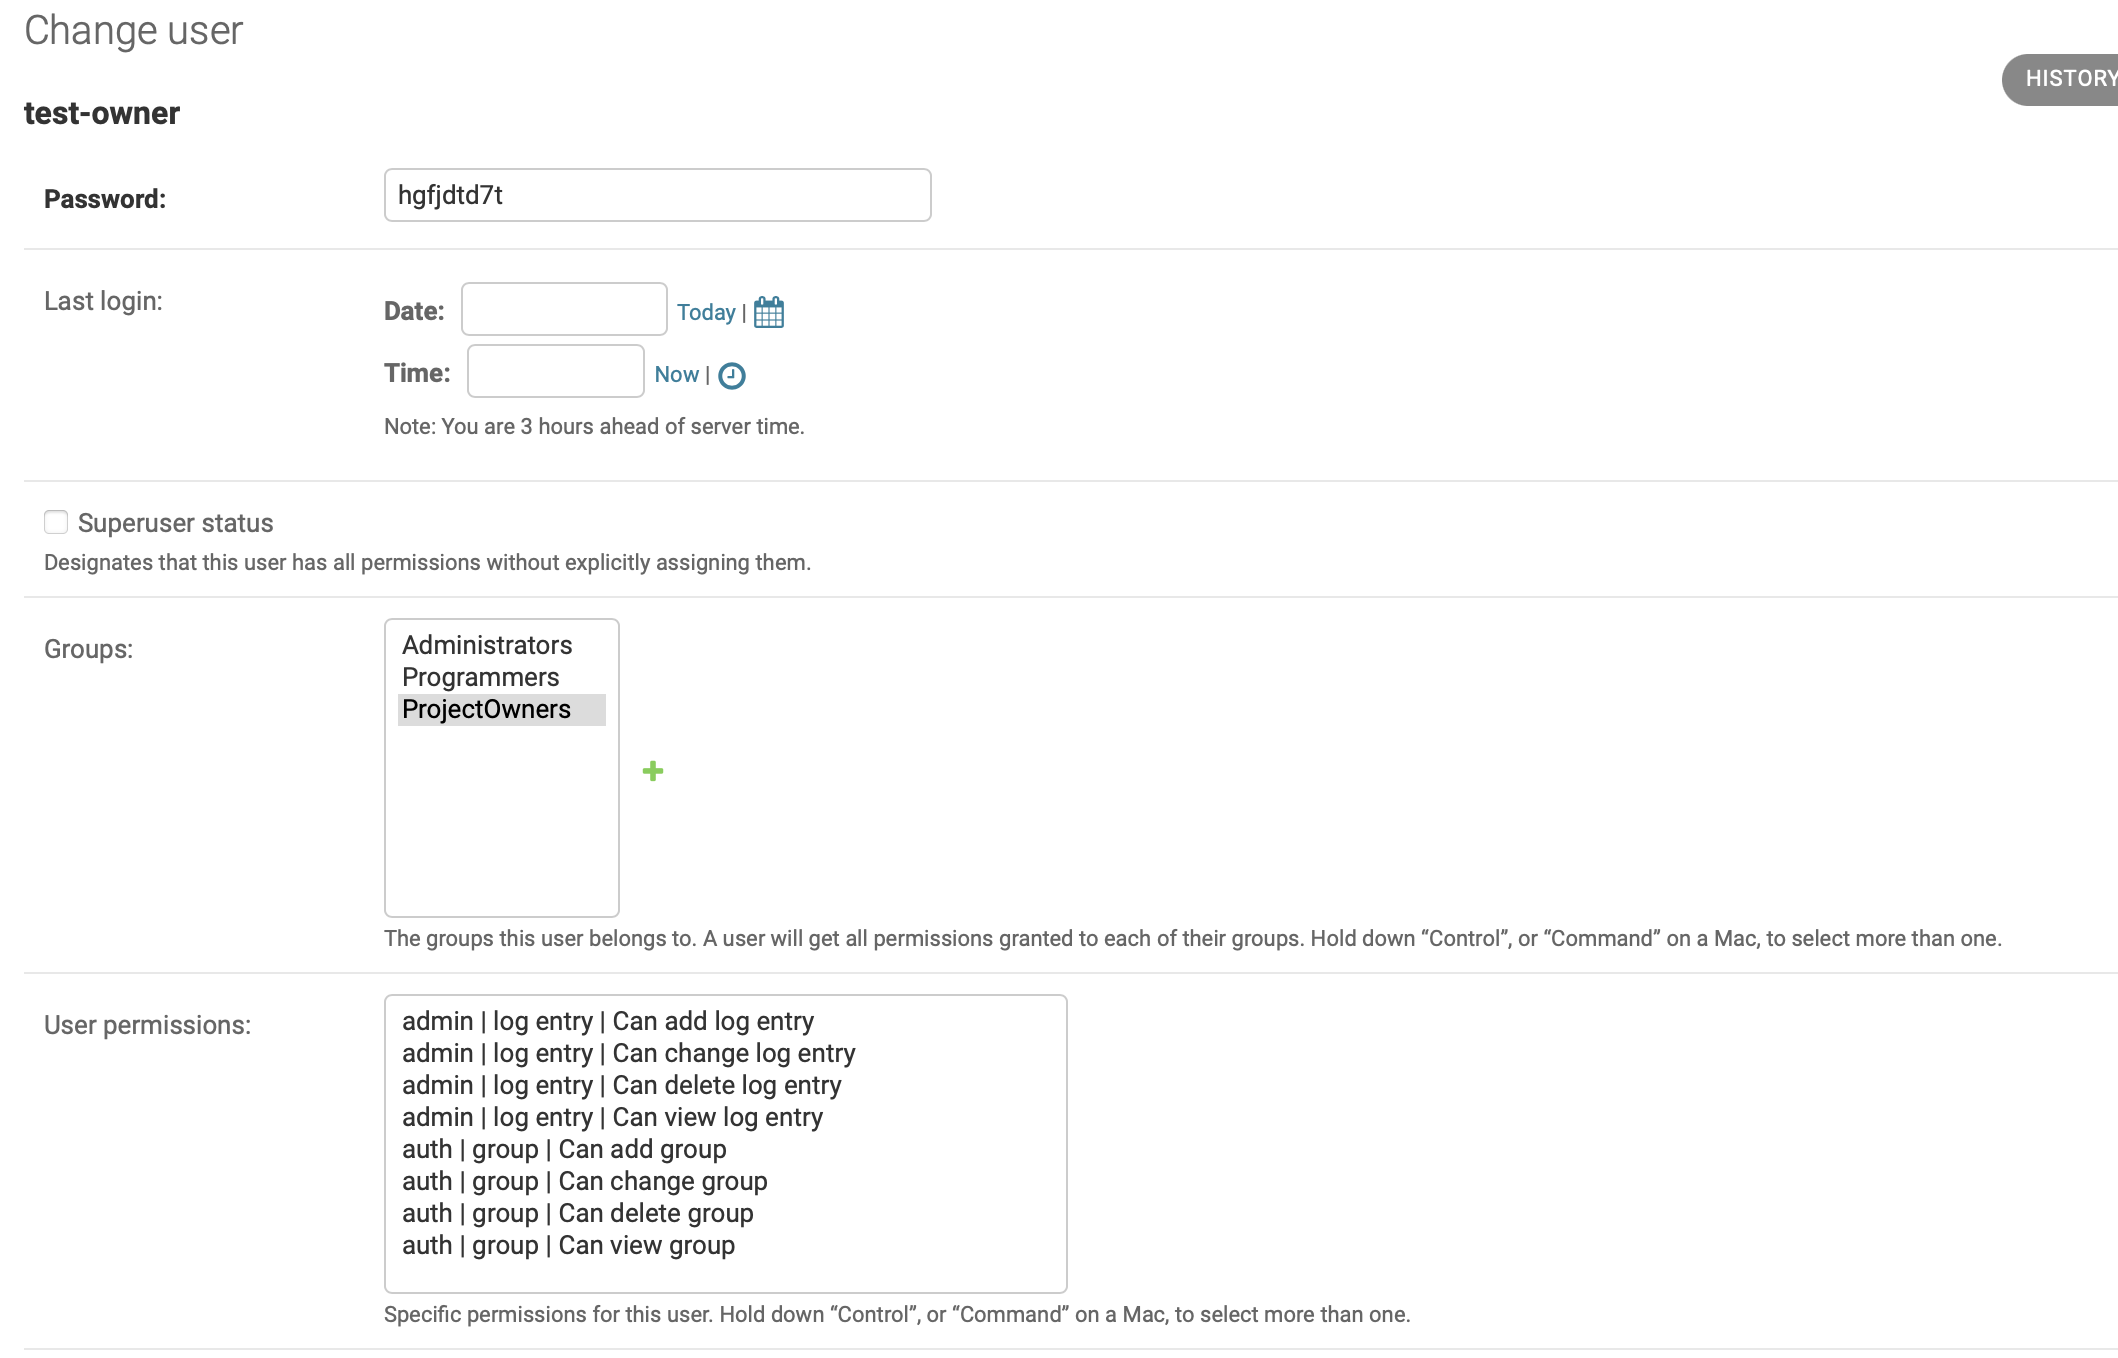 Change user
HISTORY
test-owner
Password:
hgfjdtd7t
Last login:
Date:
Today |
Time:
Now |
Note: You are 3 hours ahead of server time.
Superuser status
Designates that this user has all permissions without explicitly assigning them.
Groups:
Administrators
Programmers
ProjectOwners
The groups this user belongs to. A user will get all permissions granted to each of their groups. Hold down “Control”, or “Command” on a Mac, to select more than one.
User permissions:
admin | log entry | Can add log entry
admin | log entry | Can change log entry
admin | log entry | Can delete log entry
admin | log entry | Can view log entry
auth | group | Can add group
auth | group | Can change group
auth | group | Can delete group
auth | group | Can view group
Specific permissions for this user. Hold down “Control”, or “Command” on a Mac, to select more than one.